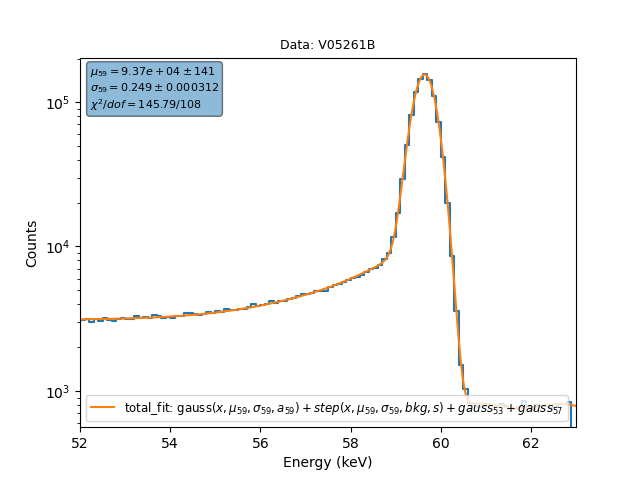 Data: V05261B
μ₅₉ = 9.37e + 04 ± 141
σ₅₉ = 0.249 ± 0.000312
χ²/dof = 145.79/108
10⁵
10⁴
10³
Counts
total_fit: gauss(x, μ₅₉, σ₅₉, a₅₉) + step(x, μ₅₉, σ₅₉, bkg, s) + gauss₅₃ + gauss₅₇
52 54 56 58 60 62
Energy (keV)